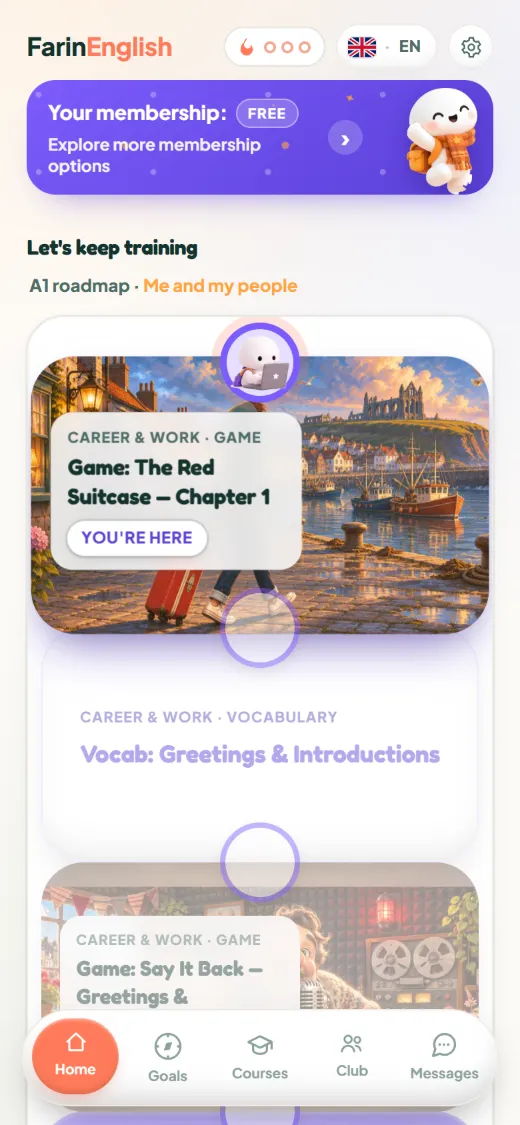 FarinEnglish
· EN
Your membership: FREE
Explore more membership
options
›
Let's keep training
A1 roadmap · Me and my people
CAREER & WORK · GAME
Game: The Red
Suitcase – Chapter 1
YOU'RE HERE
CAREER & WORK · VOCABULARY
Vocab: Greetings & Introductions
CAREER & WORK · GAME
Game: Say It Back –
Greetings &
Home
Goals
Courses
Club
Messages